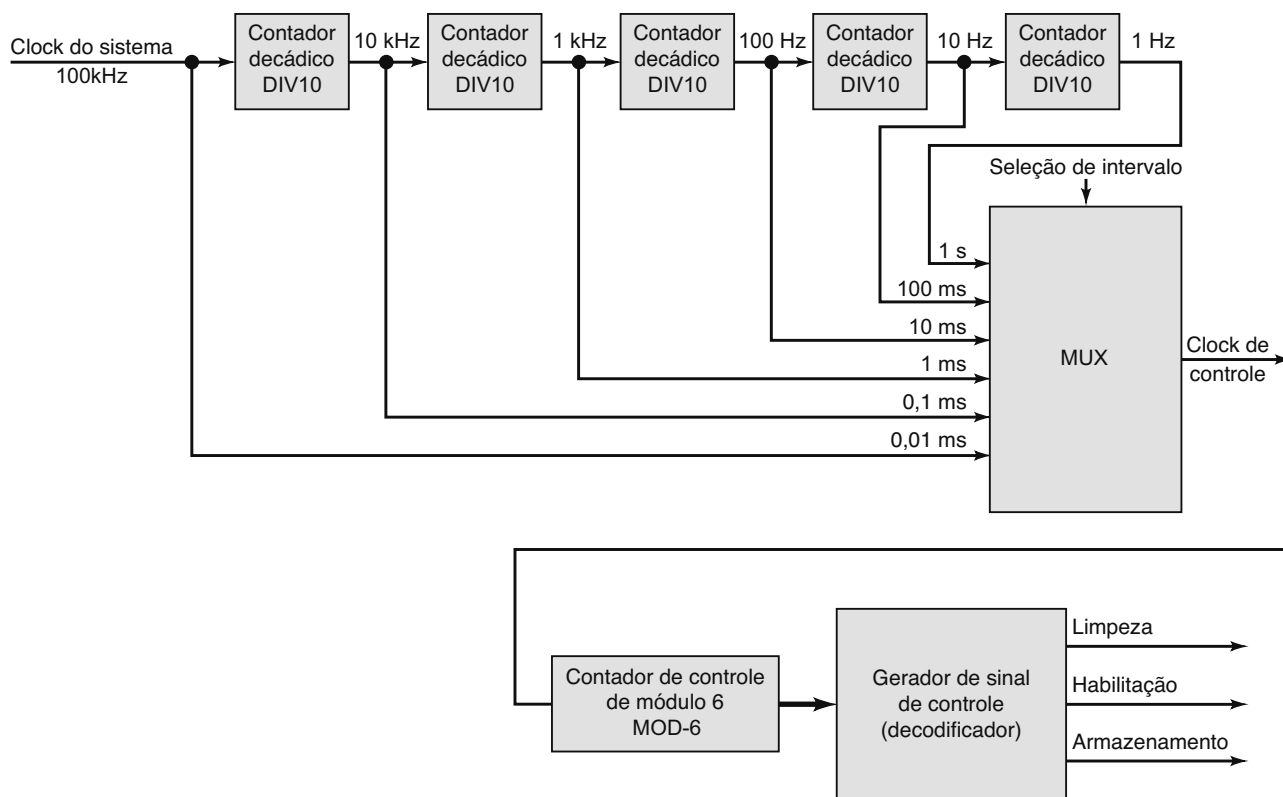 Clock do sistema
100kHz
Contador
decádico
DIV10
10 kHz
Contador
decádico
DIV10
1 kHz
Contador
decádico
DIV10
100 Hz
Contador
decádico
DIV10
10 Hz
Contador
decádico
DIV10
1 Hz
Seleção de intervalo
1 s
100 ms
10 ms
1 ms
0,1 ms
0,01 ms
MUX
Clock de
controle
Contador de controle
de módulo 6
MOD-6
Gerador de sinal
de controle
(decodificador)
Limpeza
Habilitação
Armazenamento